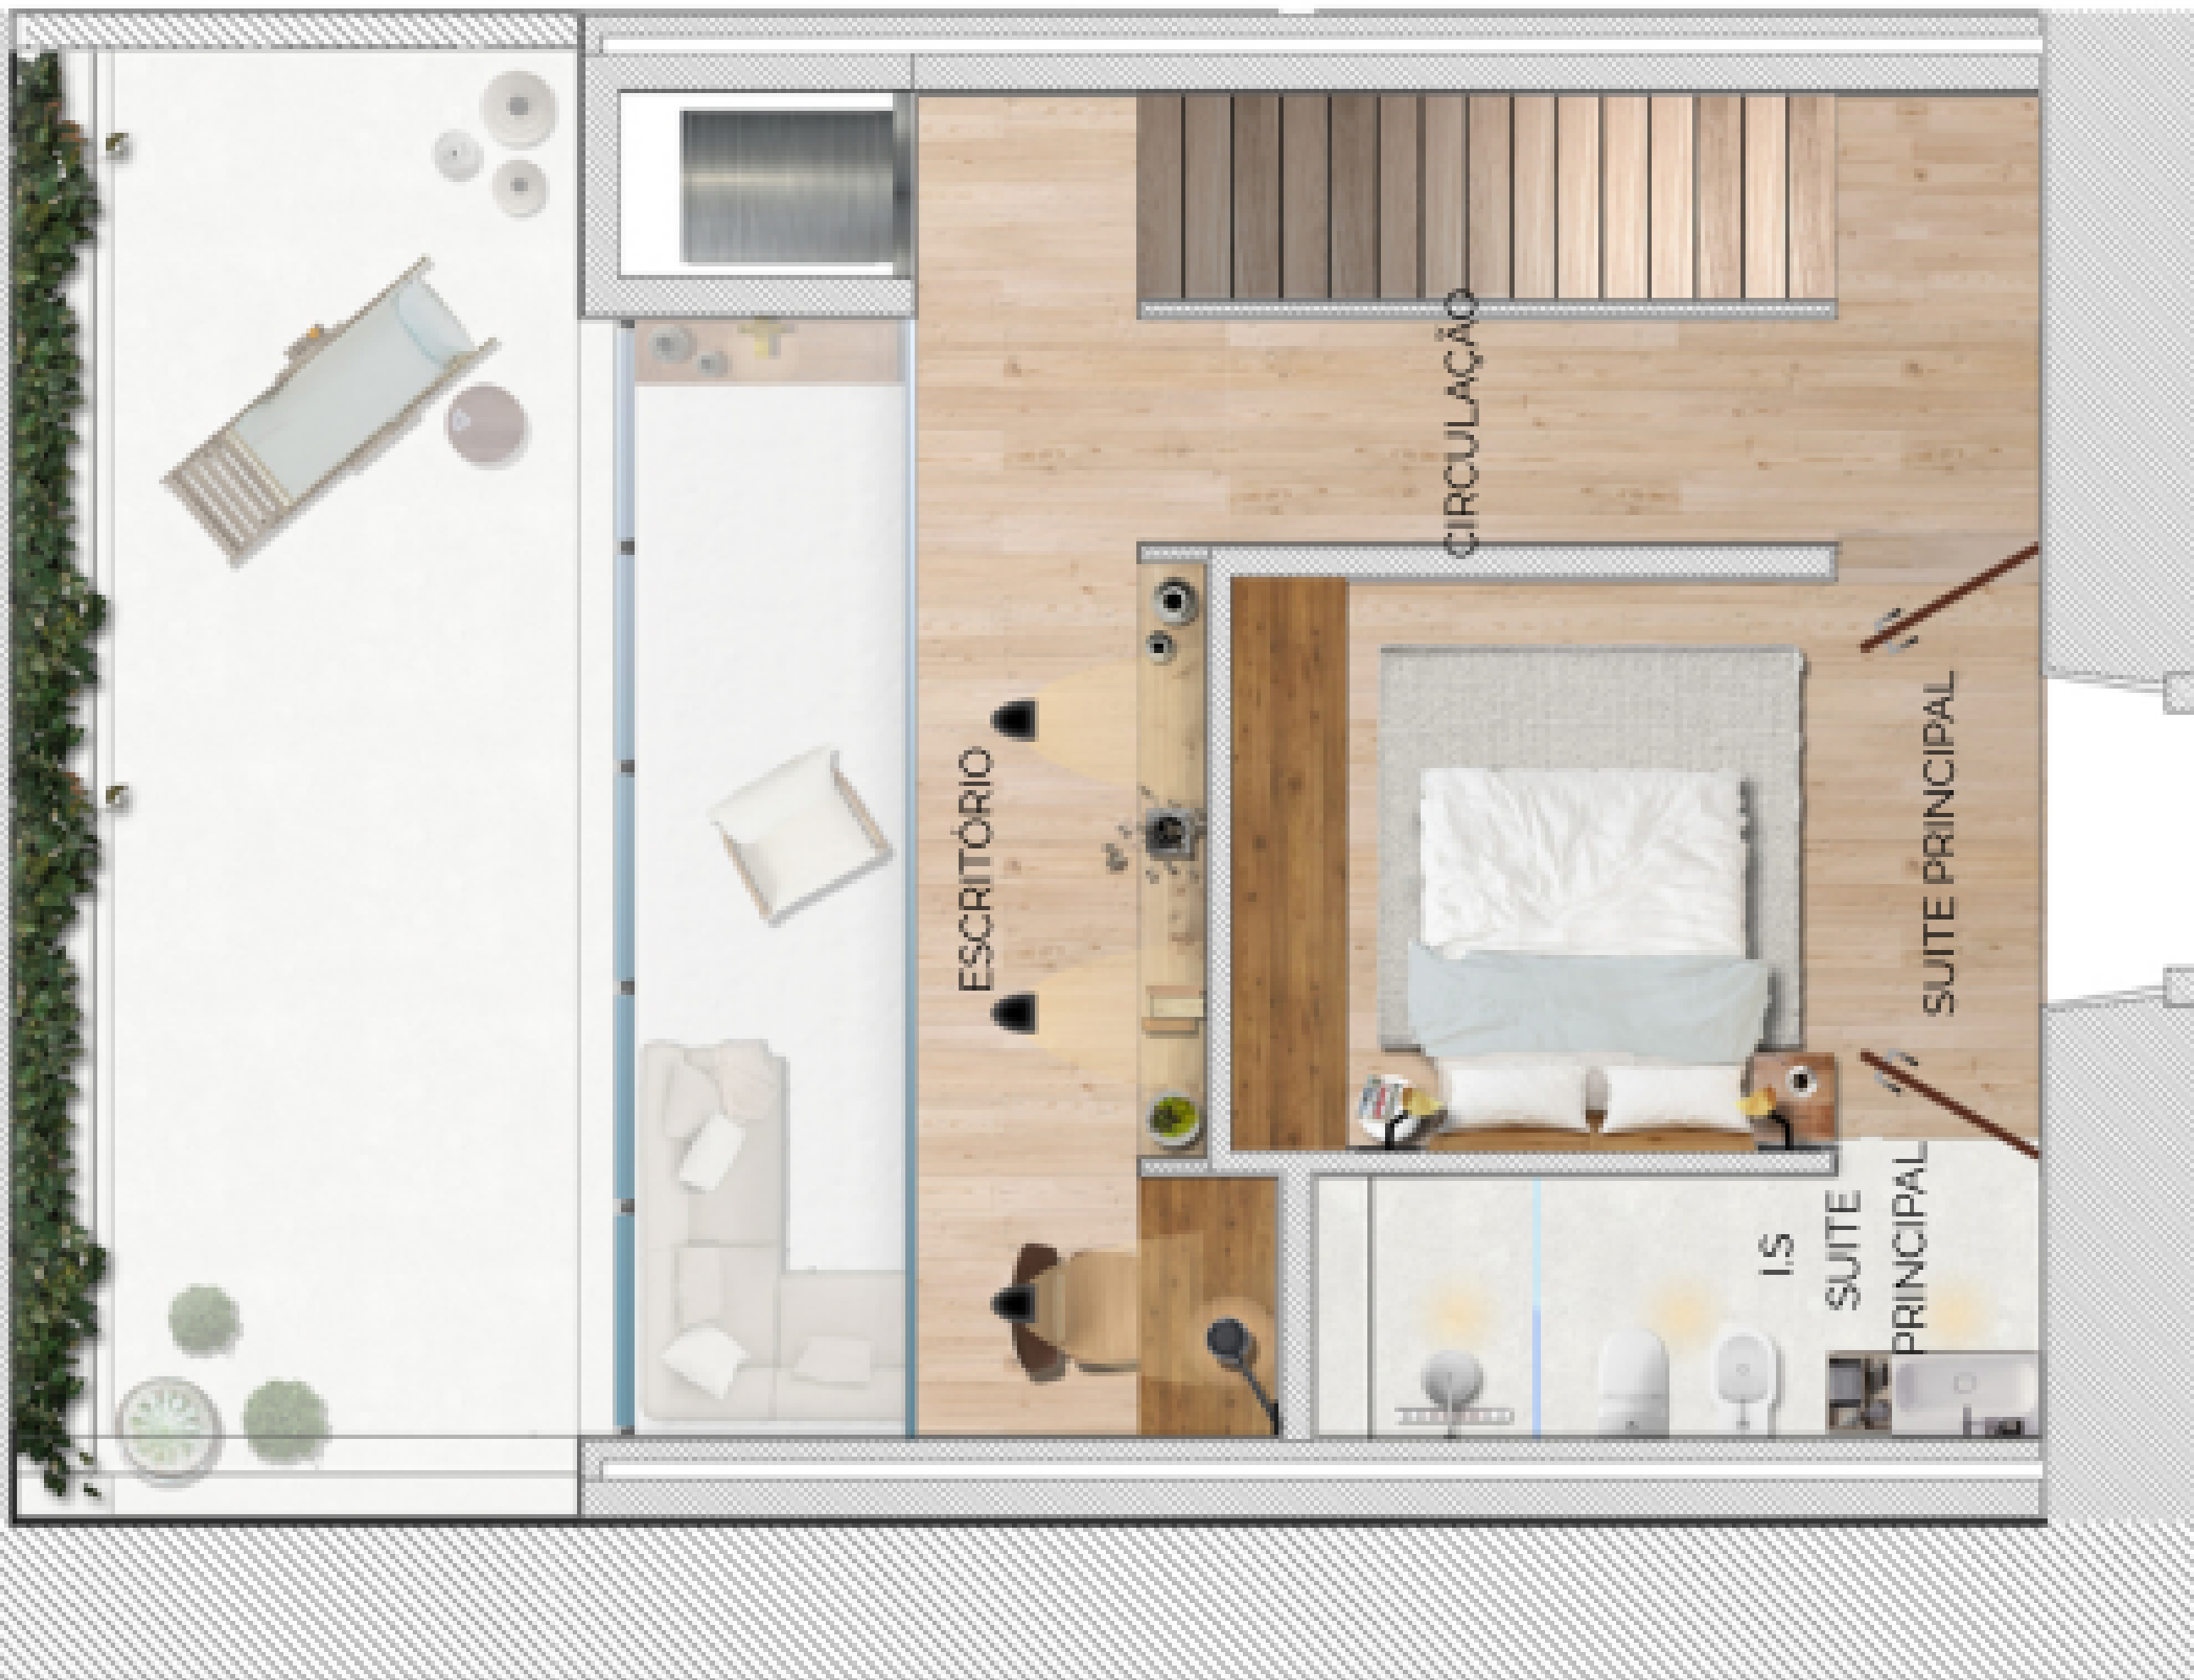 ESCRITÓRIO
CIRCULAÇÃO
SUITE PRINCIPAL
I.S
SUITE
PRINCIPAL